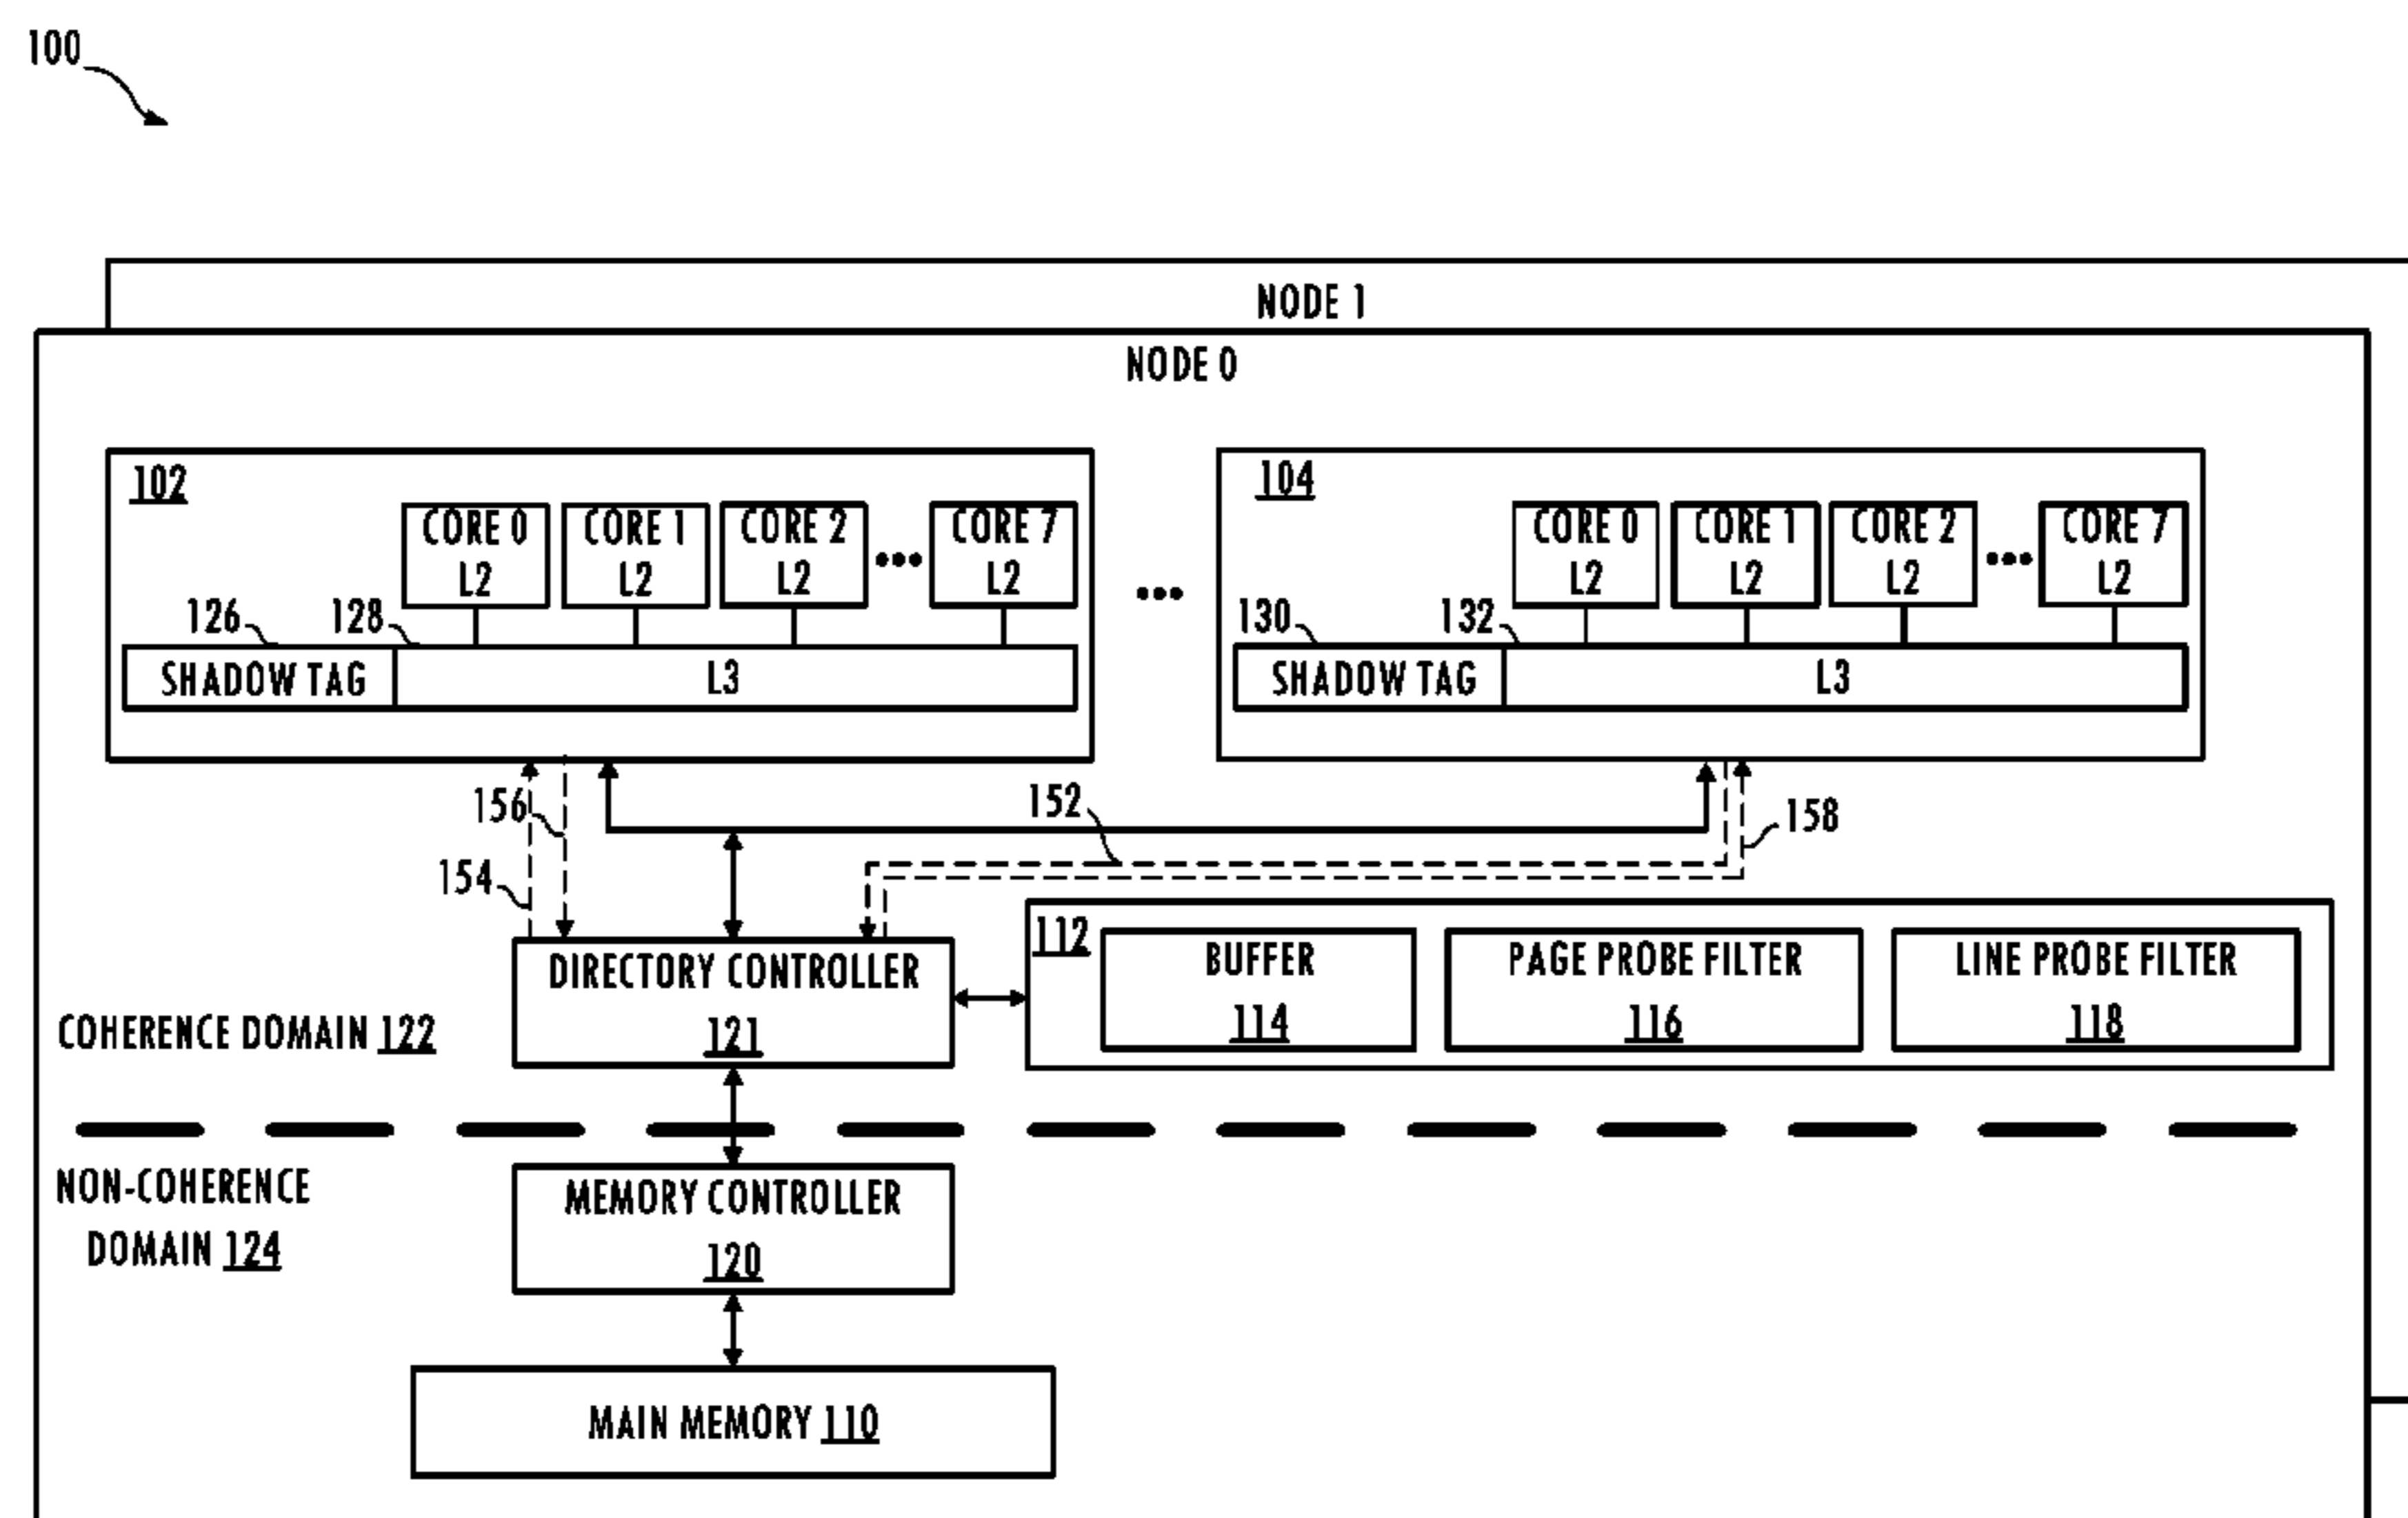 100
NODE 1
NODE 0
102
CORE 0
L2
CORE 1
L2
CORE 2
L2
•••
CORE 7
L2
126
128
SHADOW TAG
L3
•••
104
CORE 0
L2
CORE 1
L2
CORE 2
L2
•••
CORE 7
L2
130
132
SHADOW TAG
L3
156
154
152
158
DIRECTORY CONTROLLER
121
112
BUFFER
114
PAGE PROBE FILTER
116
LINE PROBE FILTER
118
COHERENCE DOMAIN 122
NON-COHERENCE
DOMAIN 124
MEMORY CONTROLLER
120
MAIN MEMORY 110